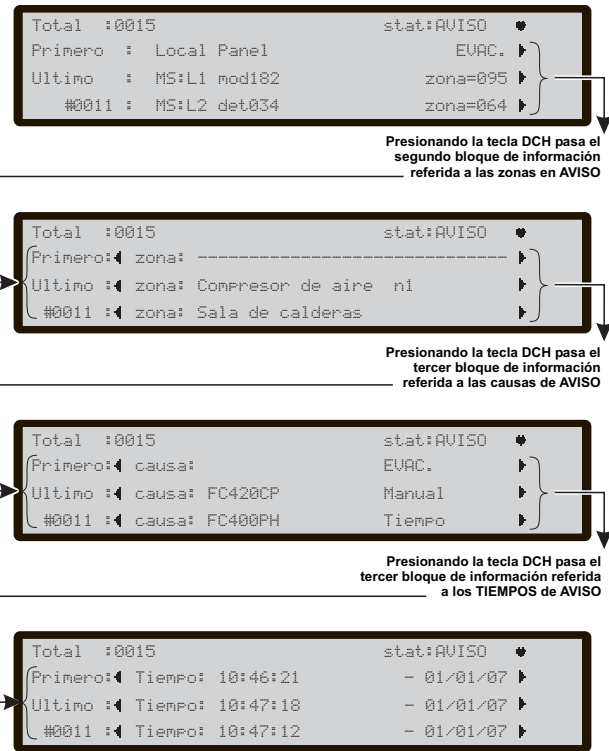 Total :0015 stat:AVISO
Primero : Local Panel EVAC.
Ultimo : MS:L1 mod182 zona=095
#0011 : MS:L2 det034 zona=064
Presionando la tecla DCH pasa el
segundo bloque de información
referida a las zonas en AVISO
Total :0015 stat:AVISO
Primero: zona: --------------------------------
Ultimo : zona: Compresor de aire n1
#0011 : zona: Sala de calderas
Presionando la tecla DCH pasa el
tercer bloque de información
referida a las causas de AVISO
Total :0015 stat:AVISO
Primero: causa: EVAC.
Ultimo : causa: FC420CP Manual
#0011 : causa: FC400PH Tiempo
Presionando la tecla DCH pasa el
tercer bloque de información referida
a los TIEMPOS de AVISO
Total :0015 stat:AVISO
Primero: Tiempo: 10:46:21 - 01/01/07
Ultimo : Tiempo: 10:47:18 - 01/01/07
#0011 : Tiempo: 10:47:12 - 01/01/07